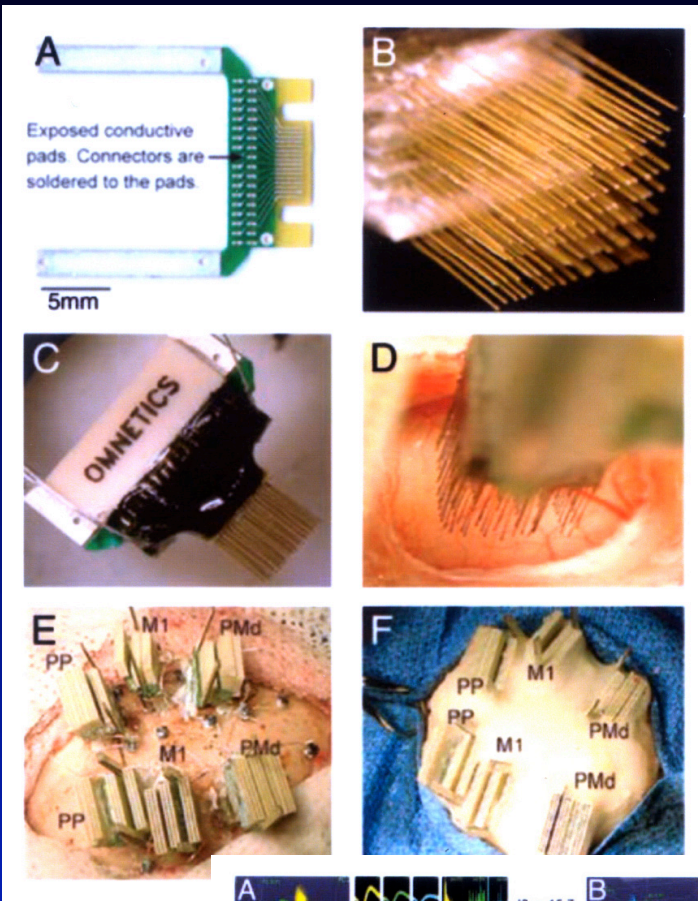 A
Exposed conductive
pads. Connectors are
soldered to the pads.
5mm
B
C
OMNETICS
D
E
PP
M1
PMd
PP
M1
PMd
F
PP
M1
PMd
PP
M1
PMd
A
B